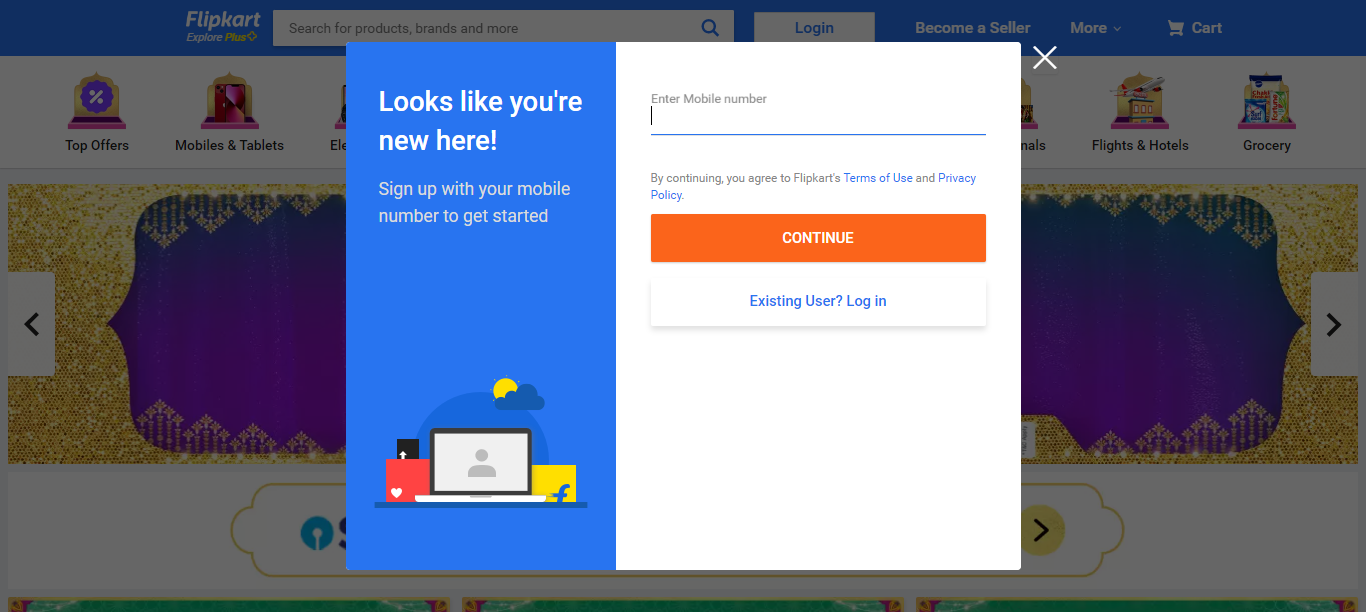 Flipkart
Explore Plus
Search for products, brands and more
Login
Become a Seller
More
Cart
Top Offers
Mobiles & Tablets
Flights & Hotels
Grocery
Looks like you're
new here!
Sign up with your mobile
number to get started
Enter Mobile number
By continuing, you agree to Flipkart's Terms of Use and Privacy
Policy.
CONTINUE
Existing User? Log in